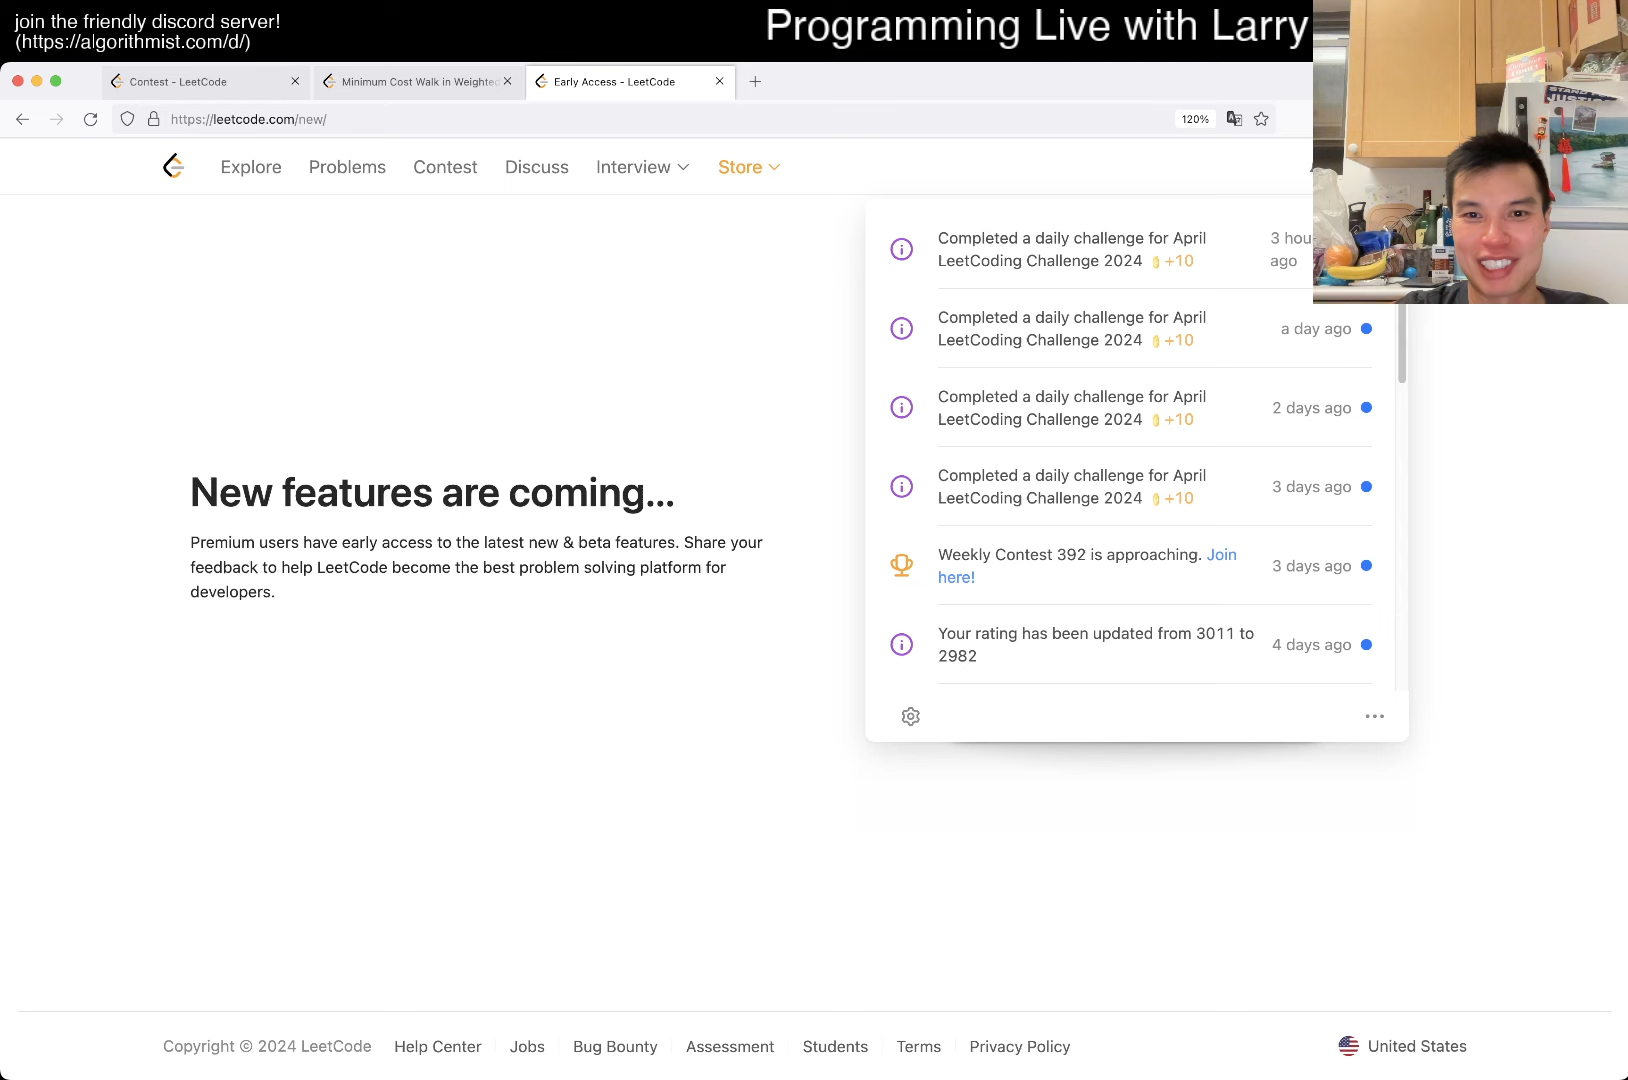 join the friendly discord server!
(https://algorithmist.com/d/)
Programming Live with Larry
Contest - LeetCode
Minimum Cost Walk in Weighted
Early Access - LeetCode
https://leetcode.com/new/
120%
Explore
Problems
Contest
Discuss
Interview
Store
Completed a daily challenge for April
LeetCoding Challenge 2024 +10
3 hou
ago
Completed a daily challenge for April
LeetCoding Challenge 2024 +10
a day ago
Completed a daily challenge for April
LeetCoding Challenge 2024 +10
2 days ago
Completed a daily challenge for April
LeetCoding Challenge 2024 +10
3 days ago
Weekly Contest 392 is approaching. Join
here!
3 days ago
Your rating has been updated from 3011 to
2982
4 days ago
New features are coming...
Premium users have early access to the latest new & beta features. Share your
feedback to help LeetCode become the best problem solving platform for
developers.
Copyright © 2024 LeetCode
Help Center
Jobs
Bug Bounty
Assessment
Students
Terms
Privacy Policy
United States